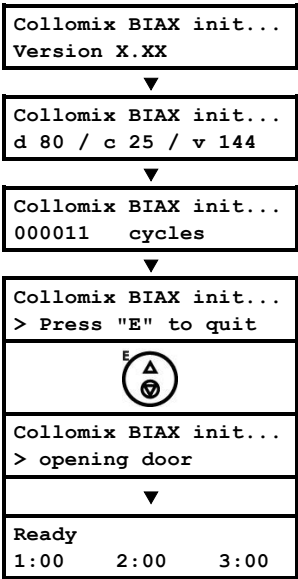 Collomix BIAX init...
Version X.XX
Collomix BIAX init...
d 80 / c 25 / v 144
Collomix BIAX init...
000011 cycles
Collomix BIAX init...
> Press "E" to quit
E
Collomix BIAX init...
> opening door
Ready
1:00 2:00 3:00